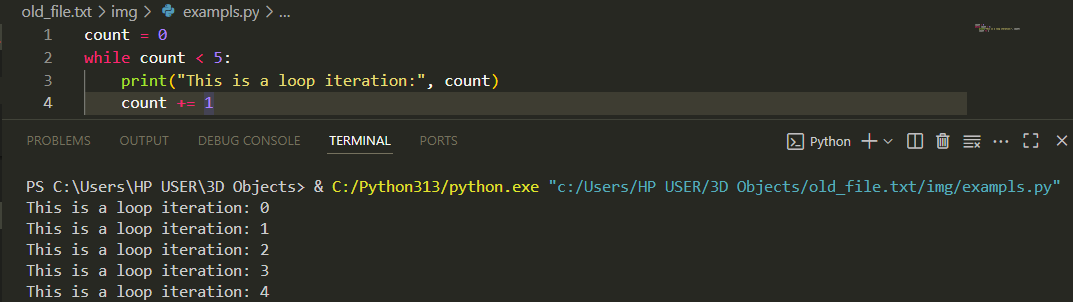 old_file.txt > img > exampls.py > ...
1 count = 0
2 while count < 5:
3     print("This is a loop iteration:", count)
4     count += 1
PROBLEMS OUTPUT DEBUG CONSOLE TERMINAL PORTS Python
PS C:\Users\HP USER\3D Objects> & C:/Python313/python.exe "c:/Users/HP USER/3D Objects/old_file.txt/img/exampls.py"
This is a loop iteration: 0
This is a loop iteration: 1
This is a loop iteration: 2
This is a loop iteration: 3
This is a loop iteration: 4